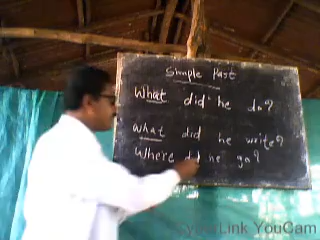 Simple Past
What did he do?
What did he write?
Where did he go?
CyberLink YouCam